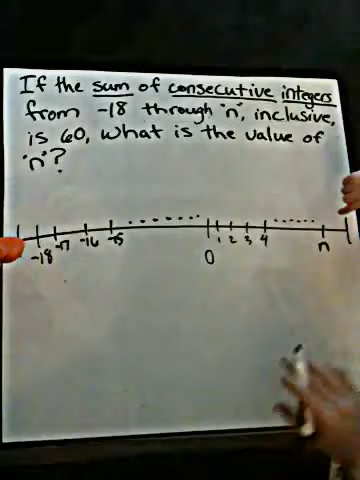 If the sum of consecutive integers
from -18 through "n", inclusive,
is 60, what is the value of
"n"?
-18 -17 -16 -15 0 1 2 3 4 n